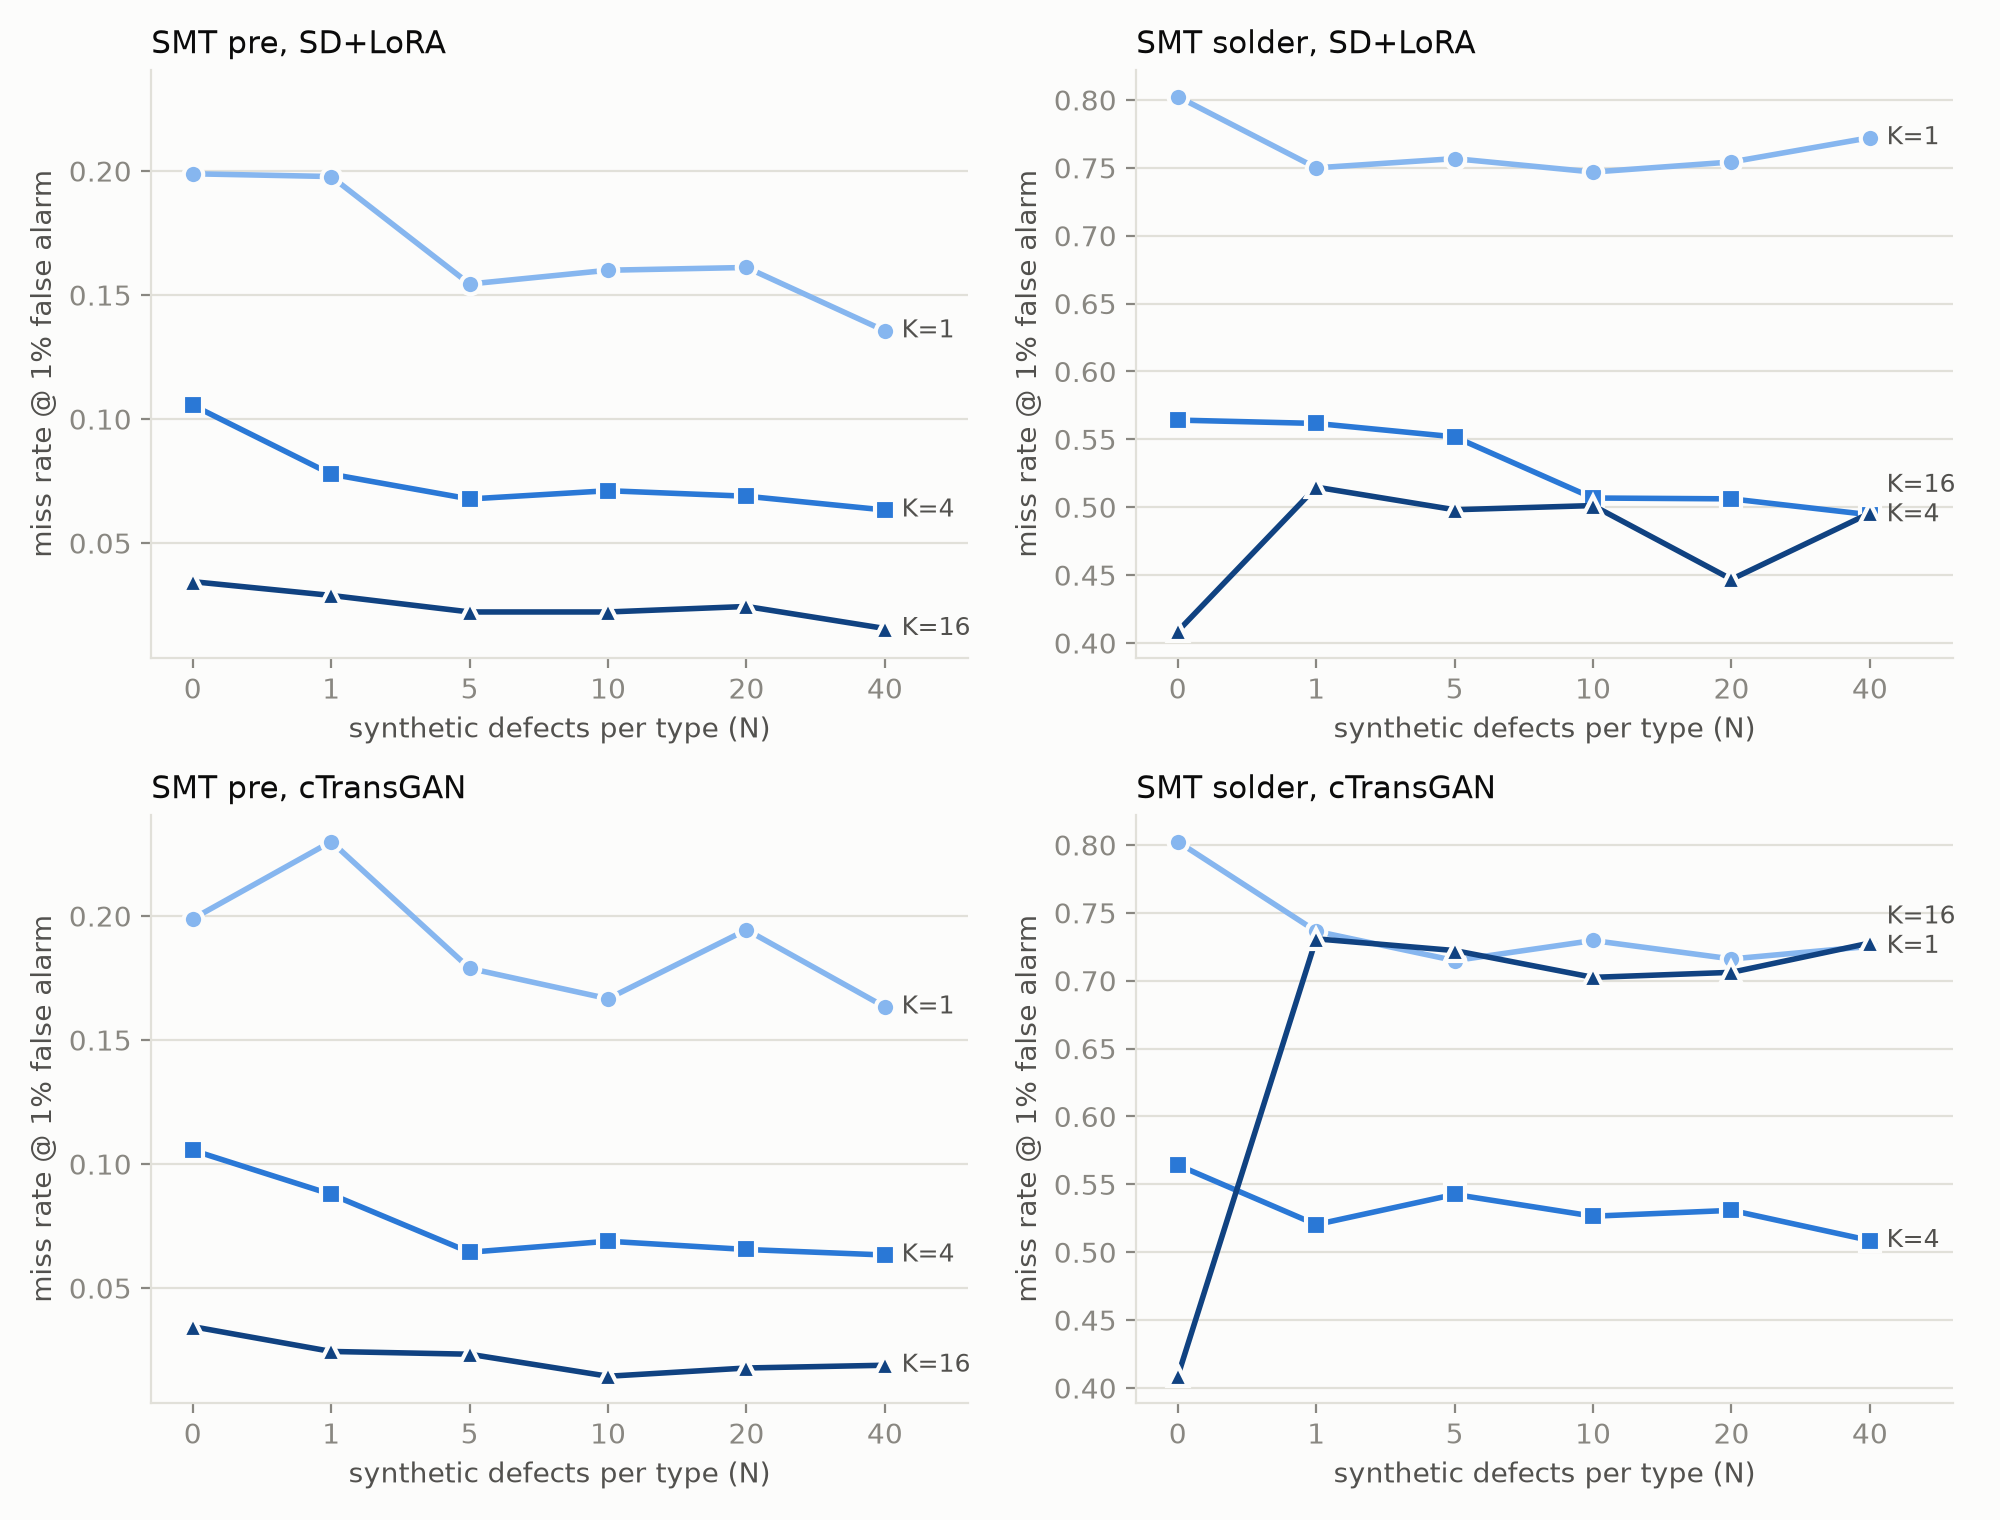 SMT pre, SD+LoRA
miss rate @ 1% false alarm
0.20
0.15
0.10
0.05
K=1
K=4
K=16
0 1 5 10 20 40
synthetic defects per type (N)
SMT solder, SD+LoRA
miss rate @ 1% false alarm
0.80
0.75
0.70
0.65
0.60
0.55
0.50
0.45
0.40
K=1
K=16
K=4
0 1 5 10 20 40
synthetic defects per type (N)
SMT pre, cTransGAN
miss rate @ 1% false alarm
0.20
0.15
0.10
0.05
K=1
K=4
K=16
0 1 5 10 20 40
synthetic defects per type (N)
SMT solder, cTransGAN
miss rate @ 1% false alarm
0.80
0.75
0.70
0.65
0.60
0.55
0.50
0.45
0.40
K=16
K=1
K=4
0 1 5 10 20 40
synthetic defects per type (N)